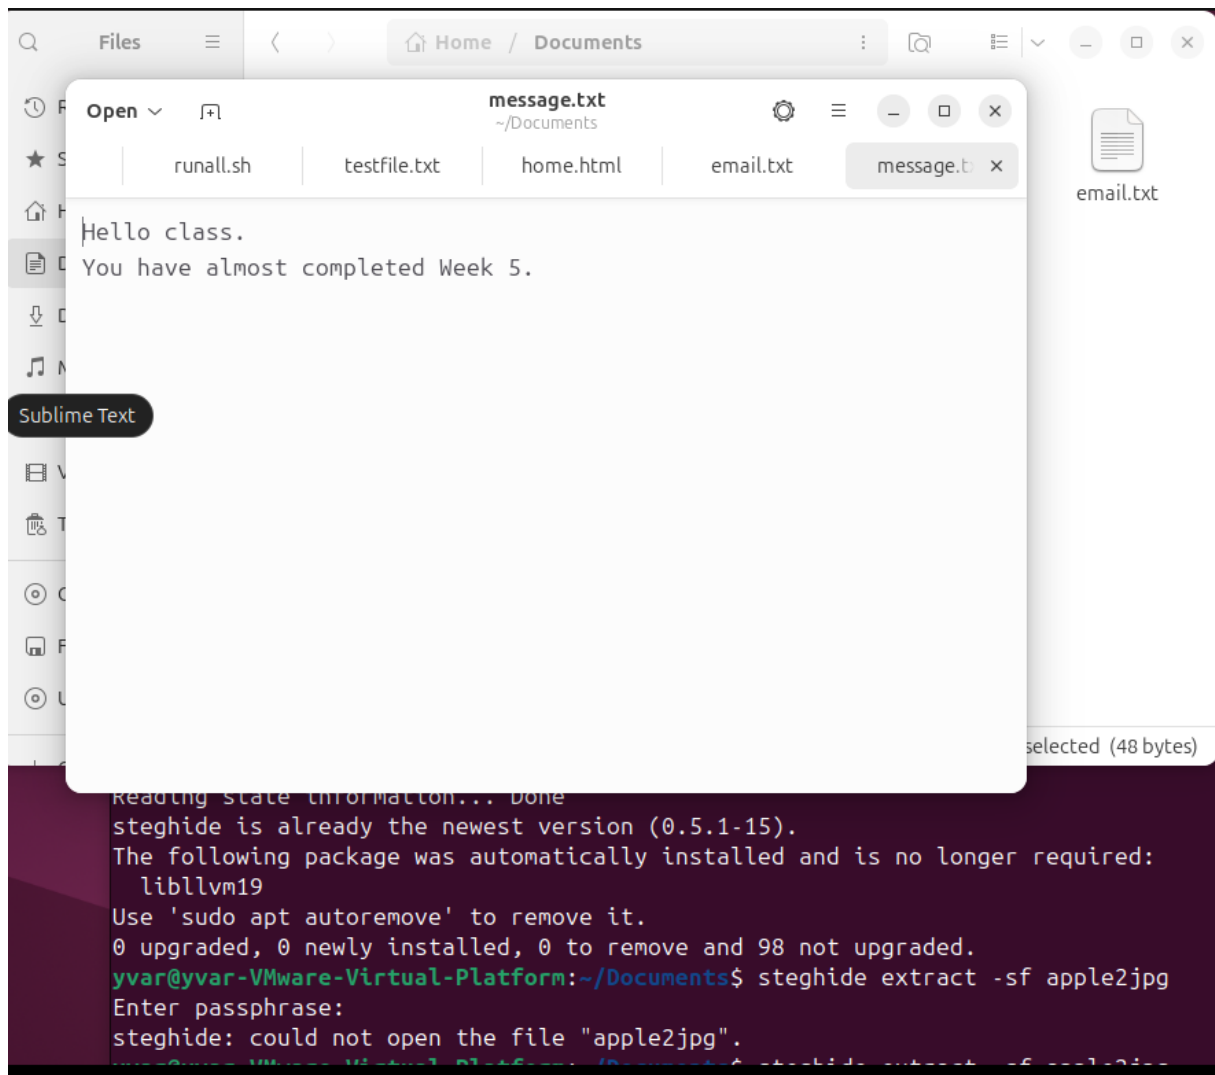 Files
Home / Documents
Open
message.txt
~/Documents
runall.sh
testfile.txt
home.html
email.txt
message.t
email.txt
Hello class.
You have almost completed Week 5.
Sublime Text
selected (48 bytes)
Reading state information... Done
steghide is already the newest version (0.5.1-15).
The following package was automatically installed and is no longer required:
libllvm19
Use 'sudo apt autoremove' to remove it.
0 upgraded, 0 newly installed, 0 to remove and 98 not upgraded.
yvar@yvar-VMware-Virtual-Platform:~/Documents$ steghide extract -sf apple2jpg
Enter passphrase:
steghide: could not open the file "apple2jpg".